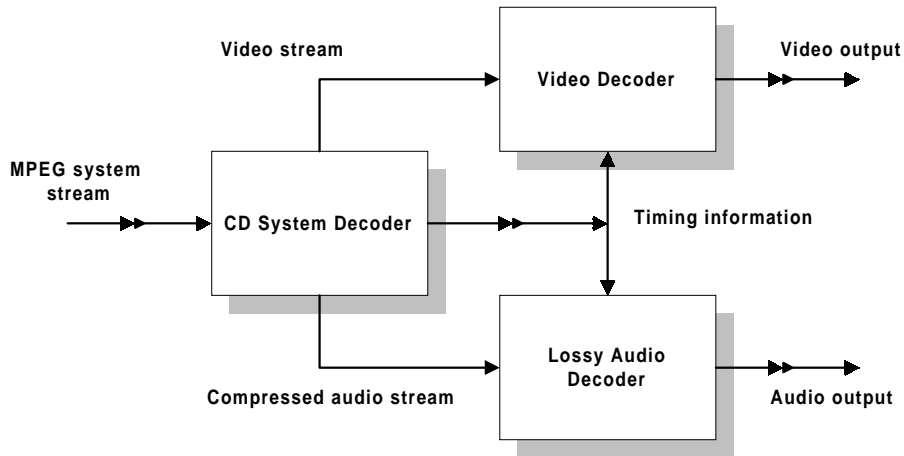 Video stream
Video output
Video Decoder
MPEG system
stream
CD System Decoder
Timing information
Lossy Audio
Decoder
Compressed audio stream
Audio output